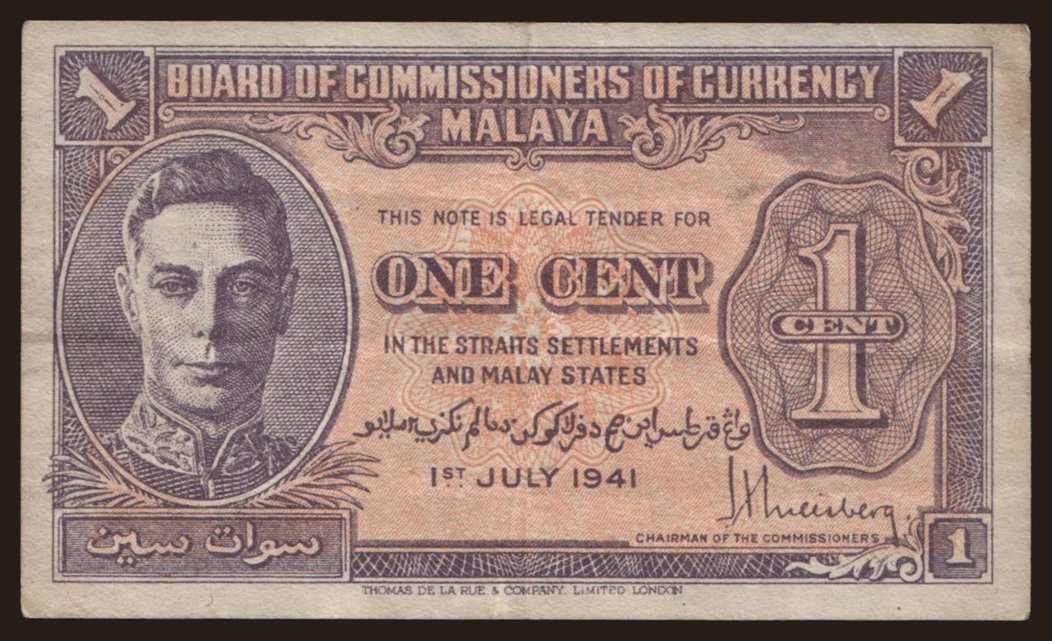 1 BOARD OF COMMISSIONERS OF CURRENCY 1
MALAYA
THIS NOTE IS LEGAL TENDER FOR
ONE CENT
1
CENT
IN THE STRAITS SETTLEMENTS
AND MALAY STATES
1ST JULY 1941
CHAIRMAN OF THE COMMISSIONERS
سوات سين
1
THOMAS DE LA RUE & COMPANY, LIMITED LONDON